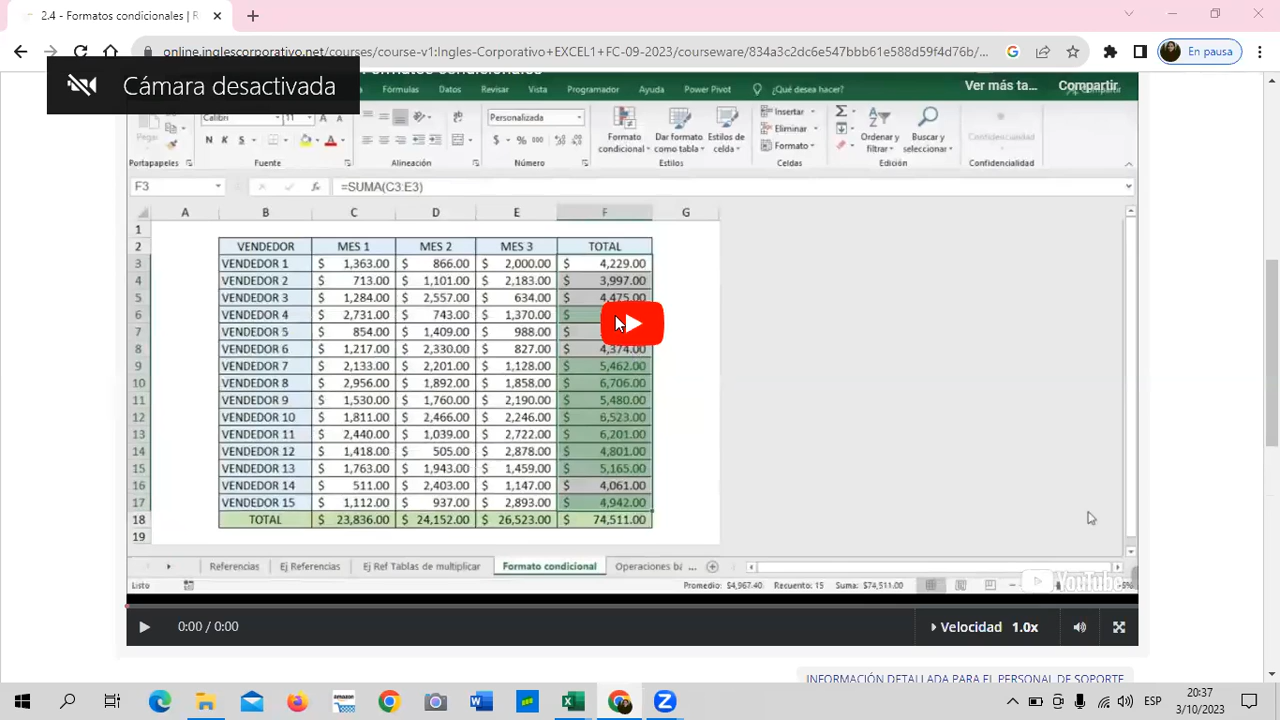 2.4 - Formatos condicionales | R
online.inglescorporativo.net/courses/course-v1:Ingles-Corporativo+EXCEL1+FC-09-2023/courseware/834a3c2dc6e547bbb61e588d59f4d76b/...
En pausa
Cámara desactivada
Formatos condicionales
Más ta...
Compartir
Fórmulas Datos Revisar Vista Programador Ayuda Power Pivot ¿Qué desea hacer?
Ver
Pegar
Calibri 11
N K S
Personalizada
$ % 000
Formato condicional
Dar formato como tabla
Estilos de celda
Insertar
Eliminar
Formato
Ordenar y filtrar
Buscar y seleccionar
Confidencialidad
Portapapeles Fuente Alineación Número Estilos Celdas Edición Confidencialidad
F3 fx =SUMA(C3:E3)
A B C D E F G
1
2 VENDEDOR MES 1 MES 2 MES 3 TOTAL
3 VENDEDOR 1 $ 1,363.00 $ 866.00 $ 2,000.00 $ 4,229.00
4 VENDEDOR 2 $ 713.00 $ 1,101.00 $ 2,183.00 $ 3,997.00
5 VENDEDOR 3 $ 1,284.00 $ 2,557.00 $ 634.00 $ 4,475.00
6 VENDEDOR 4 $ 2,731.00 $ 743.00 $ 1,370.00 $
7 VENDEDOR 5 $ 854.00 $ 1,409.00 $ 988.00 $
8 VENDEDOR 6 $ 1,217.00 $ 2,330.00 $ 827.00 $ 4,374.00
9 VENDEDOR 7 $ 2,133.00 $ 2,201.00 $ 1,128.00 $ 5,462.00
10 VENDEDOR 8 $ 2,956.00 $ 1,892.00 $ 1,858.00 $ 6,706.00
11 VENDEDOR 9 $ 1,530.00 $ 1,760.00 $ 2,190.00 $ 5,480.00
12 VENDEDOR 10 $ 1,811.00 $ 2,466.00 $ 2,246.00 $ 6,523.00
13 VENDEDOR 11 $ 2,440.00 $ 1,039.00 $ 2,722.00 $ 6,201.00
14 VENDEDOR 12 $ 1,418.00 $ 505.00 $ 2,878.00 $ 4,801.00
15 VENDEDOR 13 $ 1,763.00 $ 1,943.00 $ 1,459.00 $ 5,165.00
16 VENDEDOR 14 $ 511.00 $ 2,403.00 $ 1,147.00 $ 4,061.00
17 VENDEDOR 15 $ 1,112.00 $ 937.00 $ 2,893.00 $ 4,942.00
18 TOTAL $ 23,836.00 $ 24,152.00 $ 26,523.00 $ 74,511.00
19
Referencias Ej Referencias Ej Ref Tablas de multiplicar Formato condicional Operaciones bá ...
Listo Promedio: $4,967.40 Recuento: 15 Suma: $74,511.00
YouTube
0:00 / 0:00 Velocidad 1.0x
INFORMACIÓN DETALLADA PARA EL PERSONAL DE SOPORTE
ESP
20:37
3/10/2023